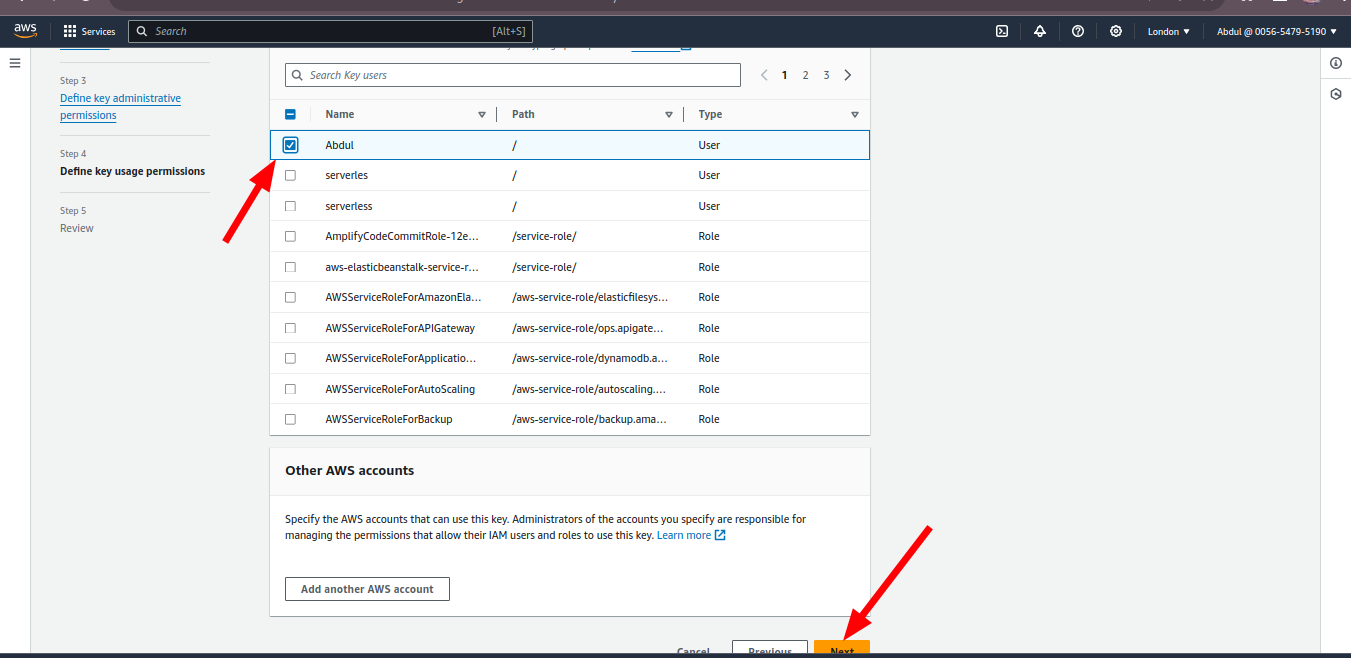 aws
Services
Search
[Alt+S]
London
Abdul @ 0056-5479-5190
Step 3
Define key administrative
permissions
Step 4
Define key usage permissions
Step 5
Review
Search Key users
1 2 3
Name Path Type
Abdul / User
serverles / User
serverless / User
AmplifyCodeCommitRole-12e... /service-role/ Role
aws-elasticbeanstalk-service-r... /service-role/ Role
AWSServiceRoleForAmazonEla... /aws-service-role/elasticfilesys... Role
AWSServiceRoleForAPIGateway /aws-service-role/ops.apigate... Role
AWSServiceRoleForApplicatio... /aws-service-role/dynamodb.a... Role
AWSServiceRoleForAutoScaling /aws-service-role/autoscaling.... Role
AWSServiceRoleForBackup /aws-service-role/backup.ama... Role
Other AWS accounts
Specify the AWS accounts that can use this key. Administrators of the accounts you specify are responsible for
managing the permissions that allow their IAM users and roles to use this key. Learn more
Add another AWS account
Cancel Previous Next